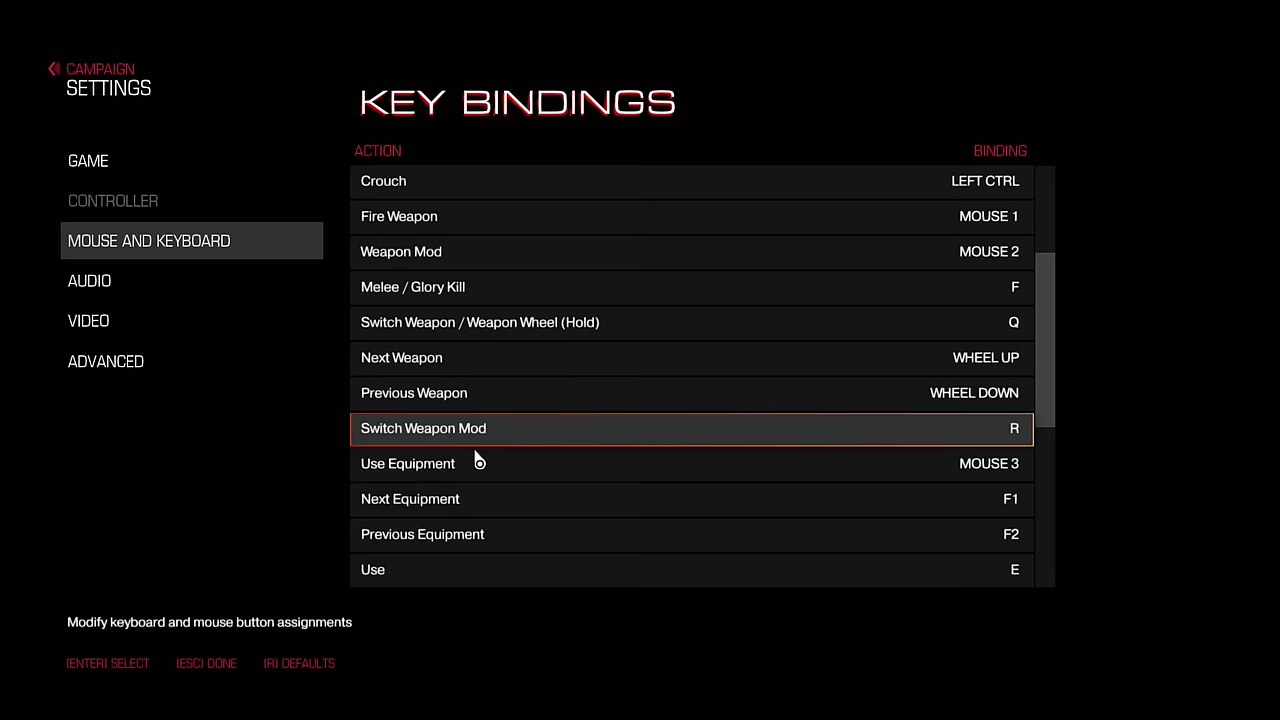 CAMPAIGN
SETTINGS
KEY BINDINGS
ACTION BINDING
GAME
CONTROLLER
MOUSE AND KEYBOARD
AUDIO
VIDEO
ADVANCED
Crouch LEFT CTRL
Fire Weapon MOUSE 1
Weapon Mod MOUSE 2
Melee / Glory Kill F
Switch Weapon / Weapon Wheel (Hold) Q
Next Weapon WHEEL UP
Previous Weapon WHEEL DOWN
Switch Weapon Mod R
Use Equipment MOUSE 3
Next Equipment F1
Previous Equipment F2
Use E
Modify keyboard and mouse button assignments
[ENTER] SELECT [ESC] DONE [R] DEFAULTS